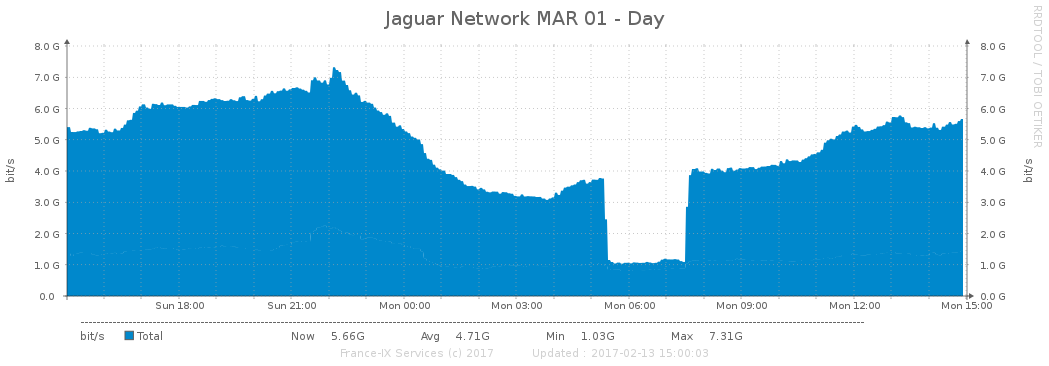 Jaguar Network MAR 01 - Day
RRDTOOL / TOBI OETIKER
bit/s
8.0 G 8.0 G
7.0 G 7.0 G
6.0 G 6.0 G
5.0 G 5.0 G
4.0 G 4.0 G
3.0 G 3.0 G
2.0 G 2.0 G
1.0 G 1.0 G
0.0 0.0 G
bit/s
Sun 18:00 Sun 21:00 Mon 00:00 Mon 03:00 Mon 06:00 Mon 09:00 Mon 12:00 Mon 15:00
bit/s Total Now 5.66G Avg 4.71G Min 1.03G Max 7.31G
France-IX Services (c) 2017 Updated : 2017-02-13 15:00:03